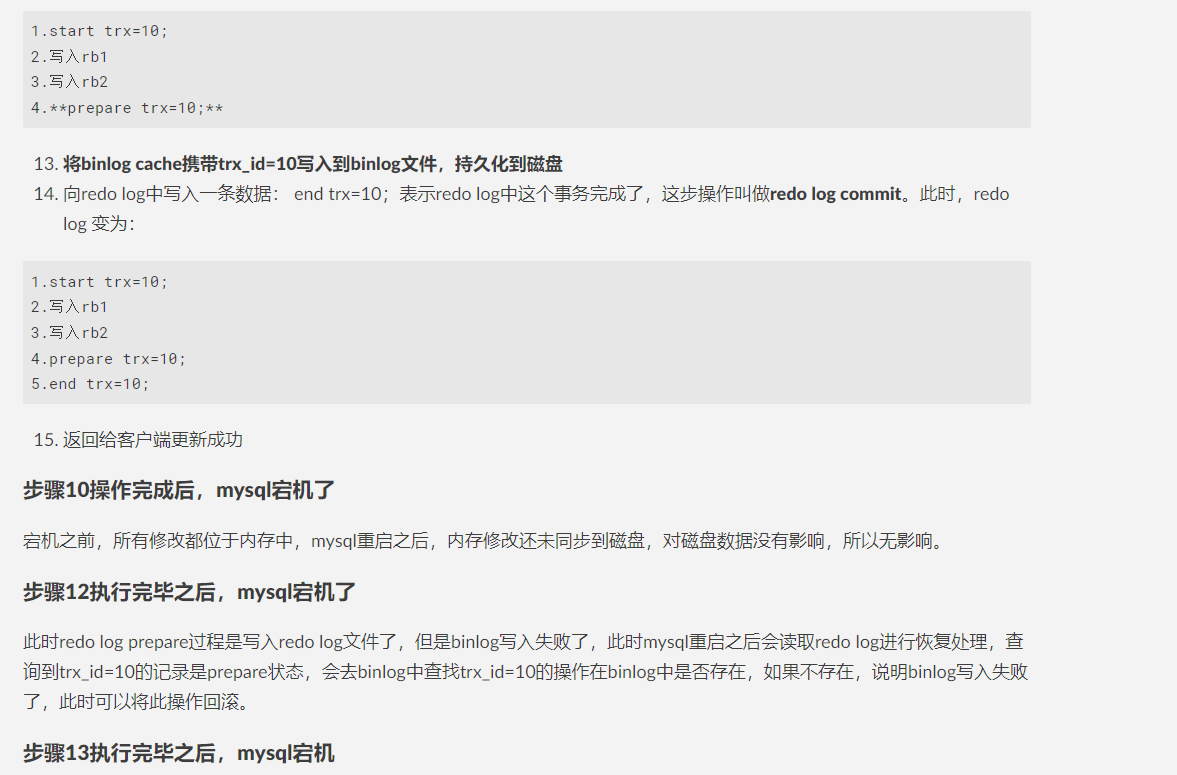 1.start trx=10;
2.写入rb1
3.写入rb2
4.**prepare trx=10;**
13. 将binlog cache携带trx_id=10写入到binlog文件，持久化到磁盘
14. 向redo log中写入一条数据： end trx=10；表示redo log中这个事务完成了，这步操作叫做redo log commit。此时，redo
log 变为：
1.start trx=10;
2.写入rb1
3.写入rb2
4.prepare trx=10;
5.end trx=10;
15. 返回给客户端更新成功
步骤10操作完成后，mysql宕机了
宕机之前，所有修改都位于内存中，mysql重启之后，内存修改还未同步到磁盘，对磁盘数据没有影响，所以无影响。
步骤12执行完毕之后，mysql宕机了
此时redo log prepare过程是写入redo log文件了，但是binlog写入失败了，此时mysql重启之后会读取redo log进行恢复处理，查
询到trx_id=10的记录是prepare状态，会去binlog中查找trx_id=10的操作在binlog中是否存在，如果不存在，说明binlog写入失败
了，此时可以将此操作回滚。
步骤13执行完毕之后，mysql宕机